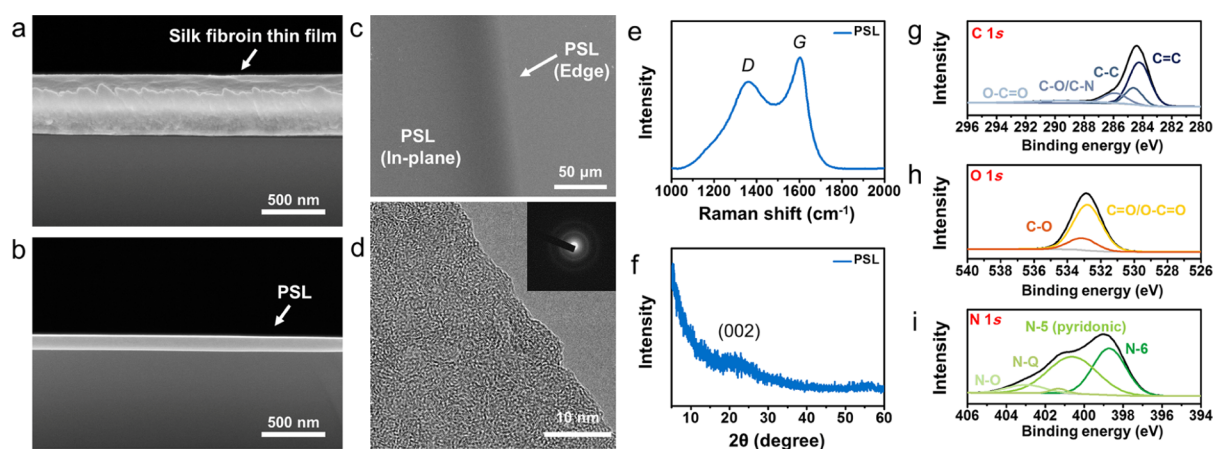 a
Silk fibroin thin film
500 nm
b
PSL
500 nm
c
PSL
(Edge)
PSL
(In-plane)
50 μm
d
10 nm
e
PSL
D
G
Intensity
1000 1200 1400 1600 1800 2000
Raman shift (cm⁻¹)
f
PSL
(002)
Intensity
10 20 30 40 50 60
2θ (degree)
g
C 1s
C=C
C-C
C-O/C-N
O-C=O
Intensity
296 294 292 290 288 286 284 282 280
Binding energy (eV)
h
O 1s
C=O/O-C=O
C-O
Intensity
540 538 536 534 532 530 528 526
Binding energy (eV)
i
N 1s
N-5 (pyridonic)
N-6
N-Q
N-O
Intensity
406 404 402 400 398 396 394
Binding energy (eV)